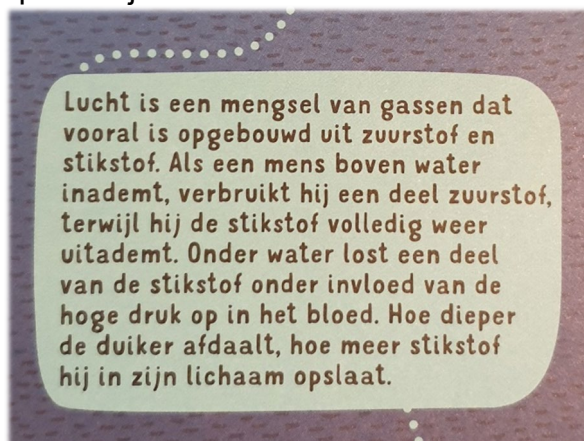 Lucht is een mengsel van gassen dat
vooral is opgebouwd uit zuurstof en
stikstof. Als een mens boven water
inademt, verbruikt hij een deel zuurstof,
terwijl hij de stikstof volledig weer
uitademt. Onder water lost een deel
van de stikstof onder invloed van de
hoge druk op in het bloed. Hoe dieper
de duiker afdaalt, hoe meer stikstof
hij in zijn lichaam opslaat.